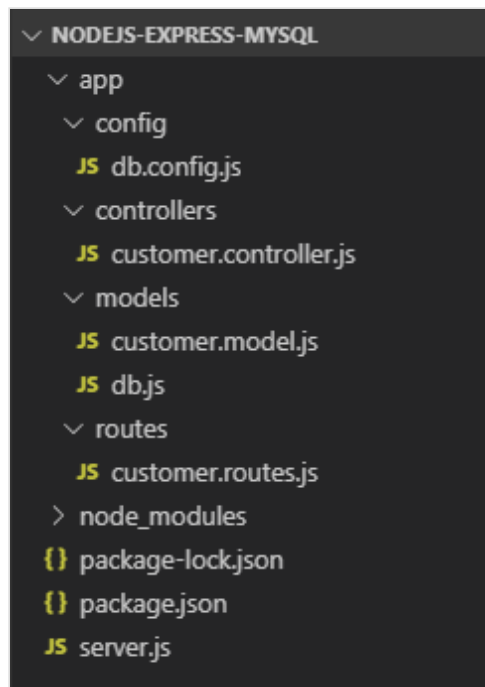 NODEJS-EXPRESS-MYSQL
app
config
JS db.config.js
controllers
JS customer.controller.js
models
JS customer.model.js
JS db.js
routes
JS customer.routes.js
node_modules
{} package-lock.json
{} package.json
JS server.js